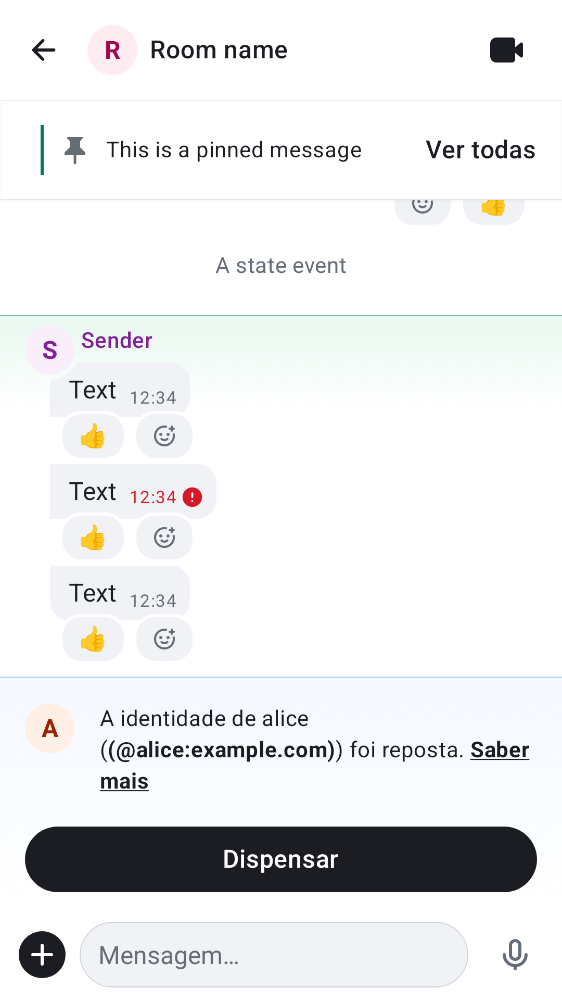 R Room name
This is a pinned message Ver todas
A state event
S Sender
Text 12:34
Text 12:34
Text 12:34
A A identidade de alice
((@alice:example.com)) foi reposta. Saber
mais
Dispensar
Mensagem...